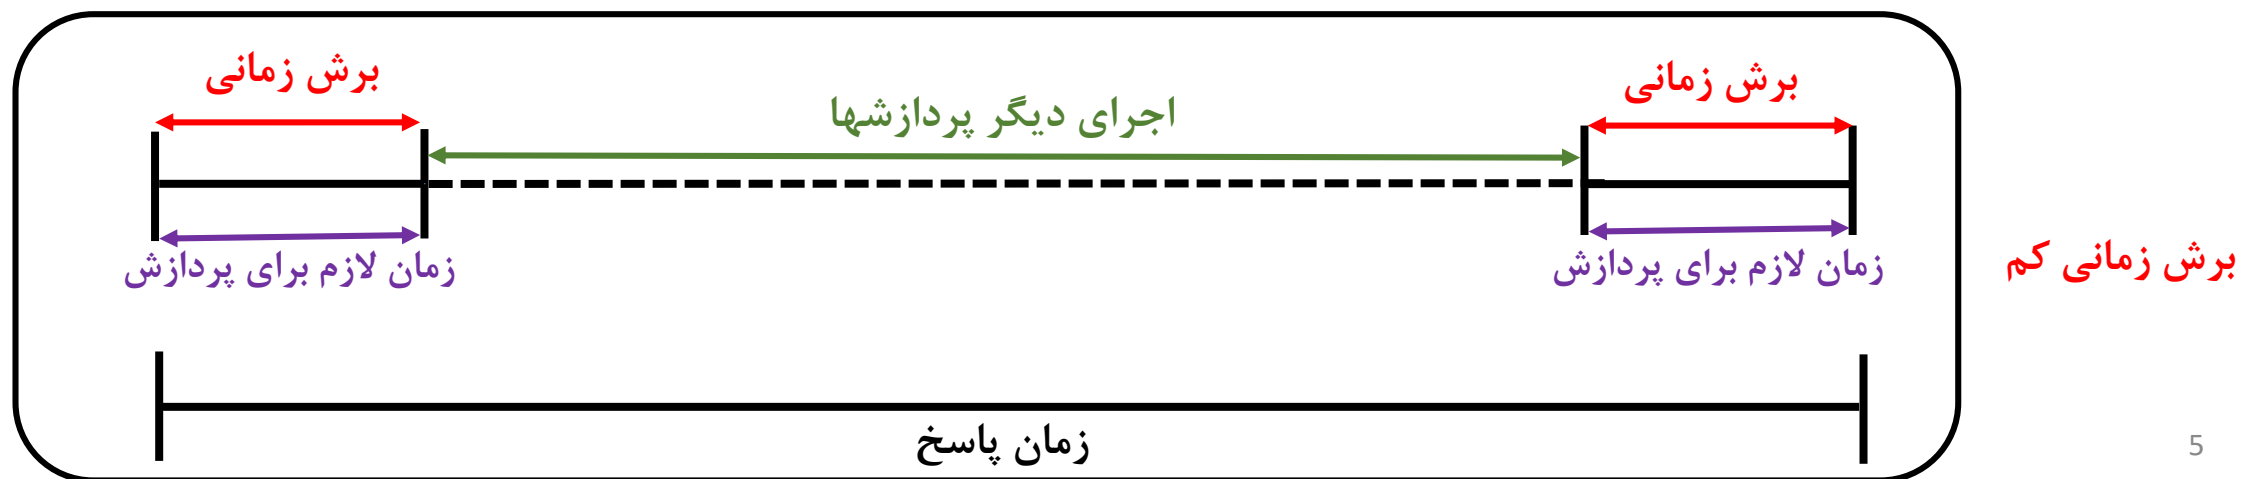 برش زمانی
برش زمانی
اجرای دیگر پردازشها
زمان لازم برای پردازش
زمان لازم برای پردازش
برش زمانی کم
زمان پاسخ
5